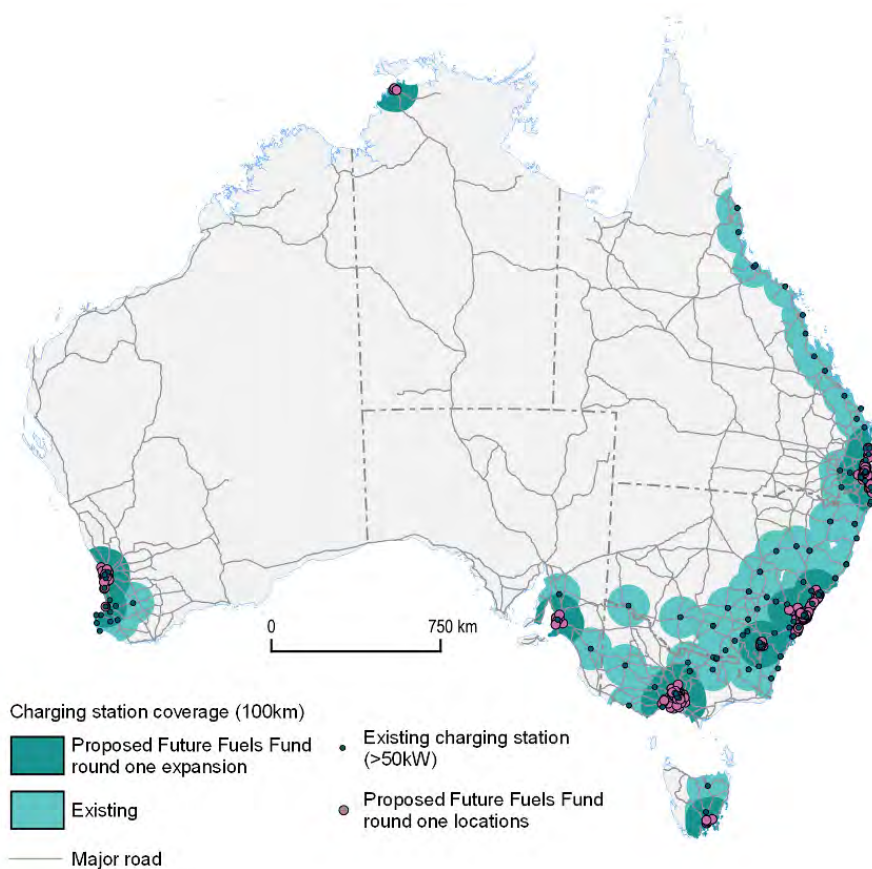 0
750 km
Charging station coverage (100km)
Proposed Future Fuels Fund
round one expansion
Existing
Major road
Existing charging station
(>50kW)
Proposed Future Fuels Fund
round one locations